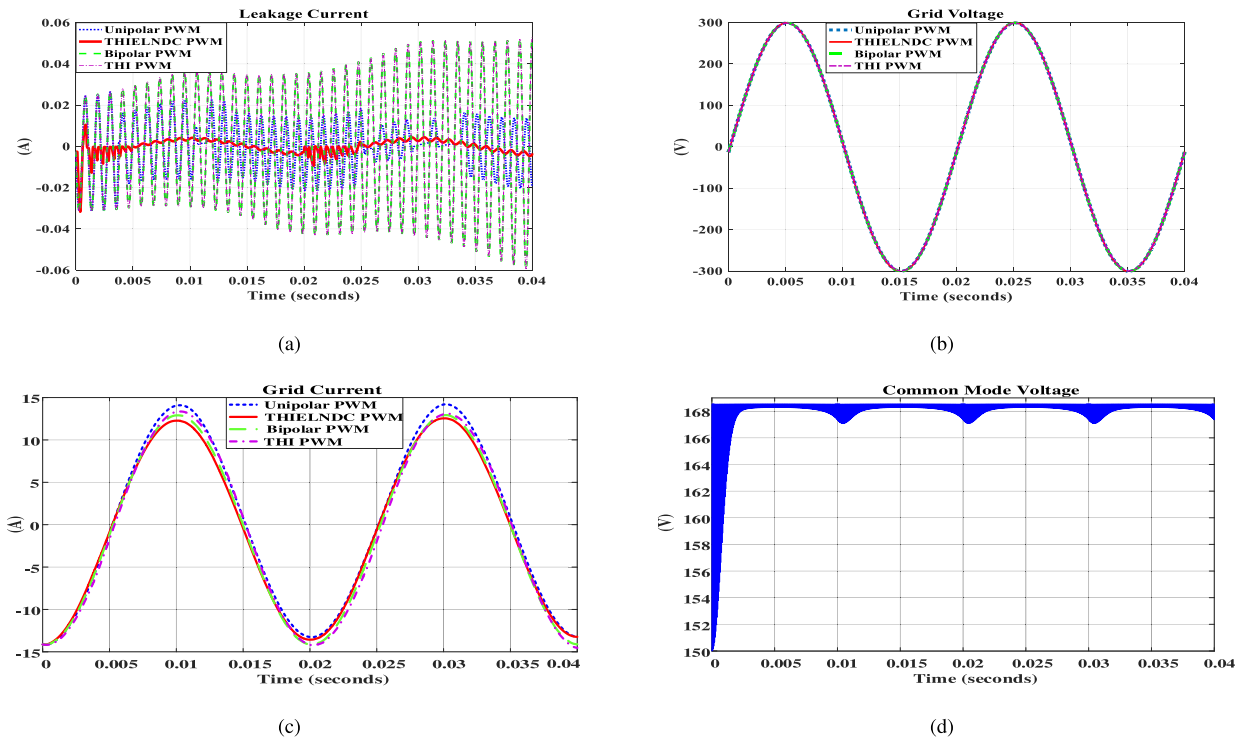 Leakage Current
Unipolar PWM
THIELNDC PWM
Bipolar PWM
THI PWM
0.06
0.04
0.02
0
-0.02
-0.04
-0.06
(A)
0 0.005 0.01 0.015 0.02 0.025 0.03 0.035 0.04
Time (seconds)
(a)
Grid Voltage
Unipolar PWM
THIELNDC PWM
Bipolar PWM
THI PWM
300
200
100
0
-100
-200
-300
(V)
0 0.005 0.01 0.015 0.02 0.025 0.03 0.035 0.04
Time (seconds)
(b)
Grid Current
Unipolar PWM
THIELNDC PWM
Bipolar PWM
THI PWM
15
10
5
0
-5
-10
-15
(A)
0 0.005 0.01 0.015 0.02 0.025 0.03 0.035 0.04
Time (seconds)
(c)
Common Mode Voltage
168
166
164
162
160
158
156
154
152
150
(V)
0 0.005 0.01 0.015 0.02 0.025 0.03 0.035 0.04
Time (seconds)
(d)